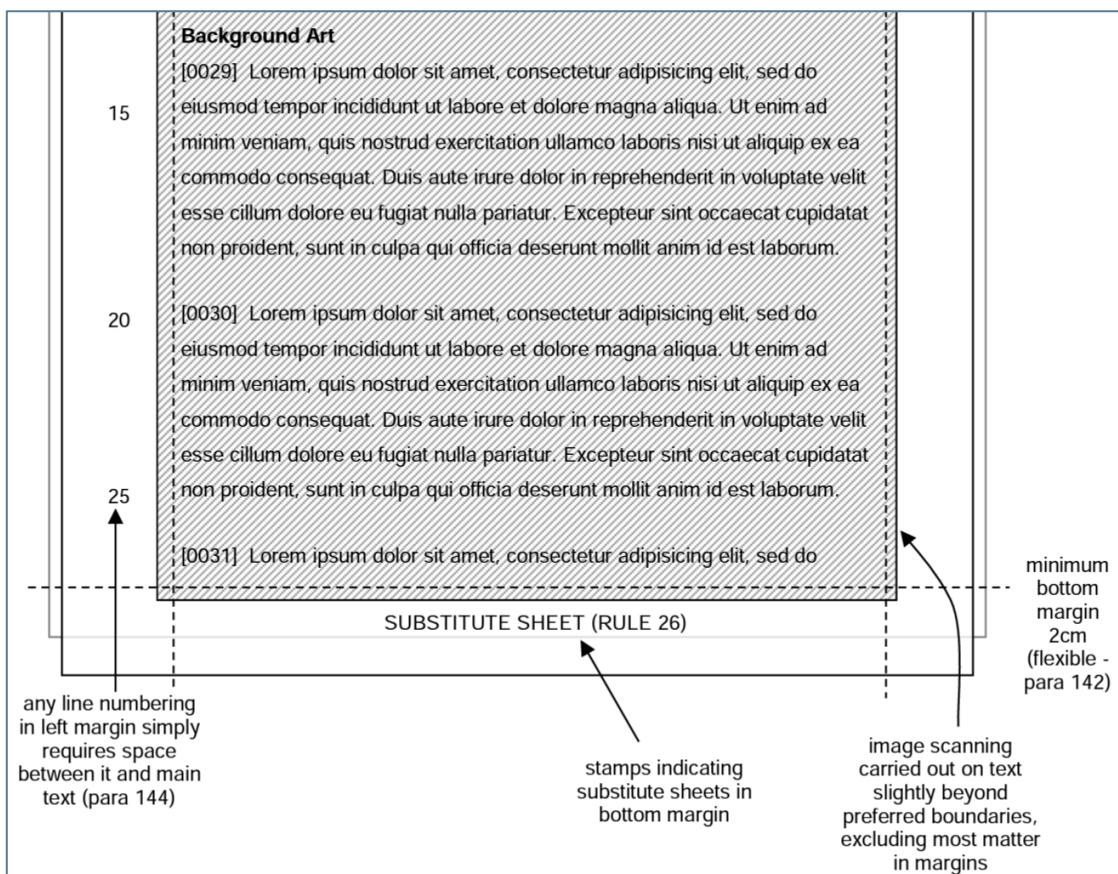 Background Art
[0029] Lorem ipsum dolor sit amet, consectetur adipisicing elit, sed do
eiusmod tempor incididunt ut labore et dolore magna aliqua. Ut enim ad
15
minim veniam, quis nostrud exercitation ullamco laboris nisi ut aliquip ex ea
commodo consequat. Duis aute irure dolor in reprehenderit in voluptate velit
esse cillum dolore eu fugiat nulla pariatur. Excepteur sint occaecat cupidatat
non proident, sunt in culpa qui officia deserunt mollit anim id est laborum.
20
[0030] Lorem ipsum dolor sit amet, consectetur adipisicing elit, sed do
eiusmod tempor incididunt ut labore et dolore magna aliqua. Ut enim ad
minim veniam, quis nostrud exercitation ullamco laboris nisi ut aliquip ex ea
commodo consequat. Duis aute irure dolor in reprehenderit in voluptate velit
esse cillum dolore eu fugiat nulla pariatur. Excepteur sint occaecat cupidatat
25
non proident, sunt in culpa qui officia deserunt mollit anim id est laborum.
[0031] Lorem ipsum dolor sit amet, consectetur adipisicing elit, sed do
SUBSTITUTE SHEET (RULE 26)
minimum
bottom
margin
2cm
(flexible -
para 142)
any line numbering
in left margin simply
requires space
between it and main
text (para 144)
stamps indicating
substitute sheets in
bottom margin
image scanning
carried out on text
slightly beyond
preferred boundaries,
excluding most matter
in margins